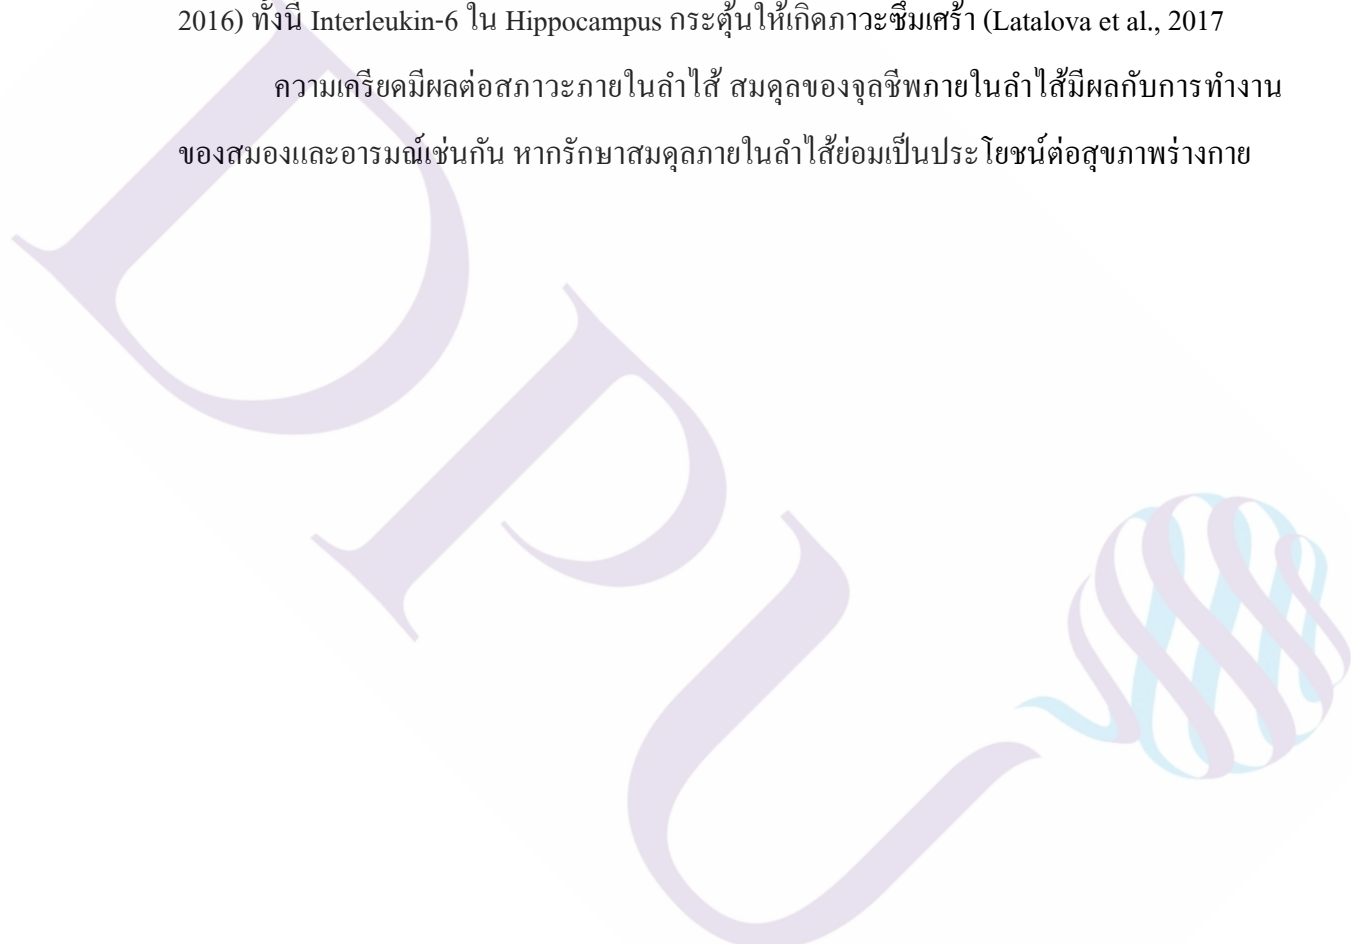 2016) ทั้งนี้ Interleukin-6 ใน Hippocampus กระตุ้นให้เกิดภาวะซึมเศร้า (Latalova et al., 2017
ความเครียดมีผลต่อสภาวะภายในลำไส้ สมดุลของจุลชีพภายในลำไส้มีผลกับการทำงาน
ของสมองและอารมณ์เช่นกัน หากรักษาสมดุลภายในลำไส้ย่อมเป็นประโยชน์ต่อสุขภาพร่างกาย
DPU